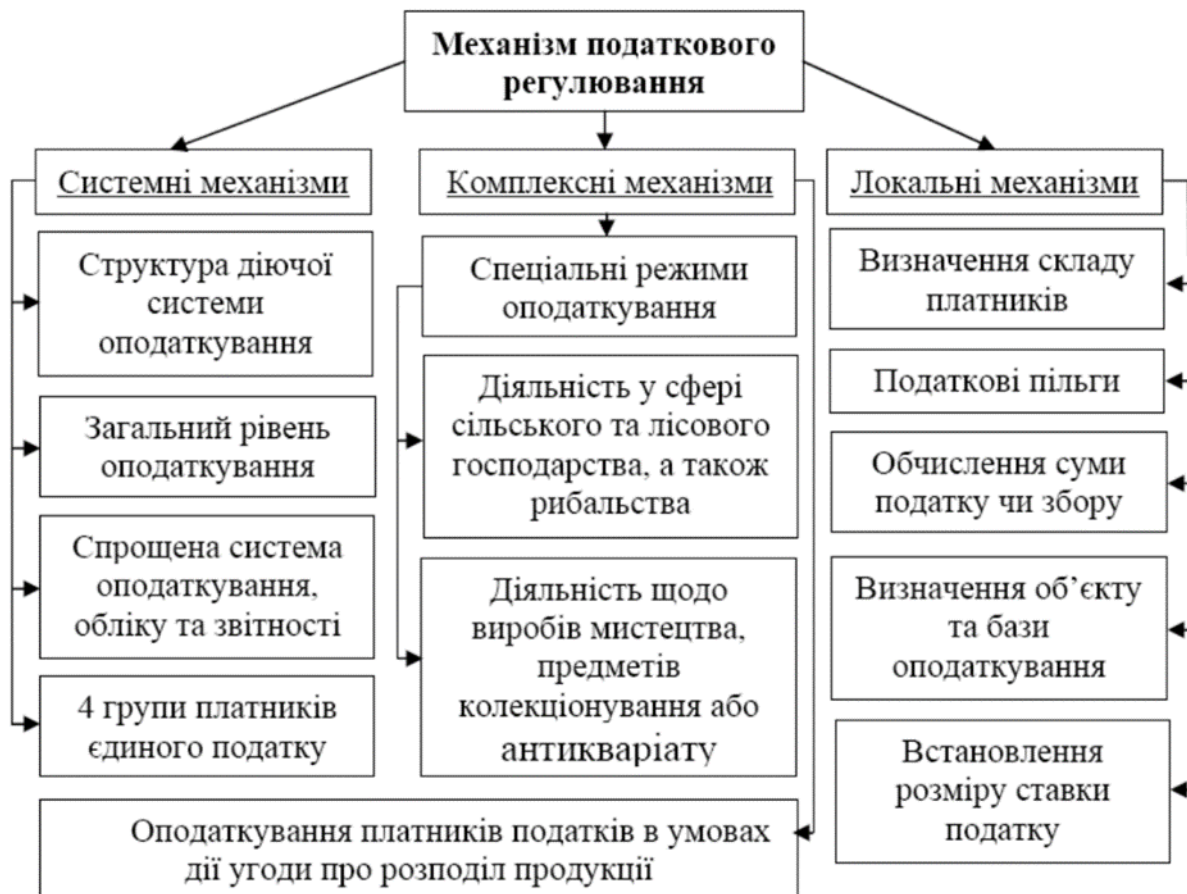 Механізм податкового
регулювання
Системні механізми
Структура діючої
системи
оподаткування
Загальний рівень
оподаткування
Спрощена система
оподаткування,
обліку та звітності
4 групи платників
єдиного податку
Комплексні механізми
Спеціальні режими
оподаткування
Діяльність у сфері
сільського та лісового
господарства, а також
рибальства
Діяльність щодо
виробів мистецтва,
предметів
колекціонування або
антикваріату
Оподаткування платників податків в умовах
дії угоди про розподіл продукції
Локальні механізми
Визначення складу
платників
Податкові пільги
Обчислення суми
податку чи збору
Визначення об’єкту
та бази
оподаткування
Встановлення
розміру ставки
податку